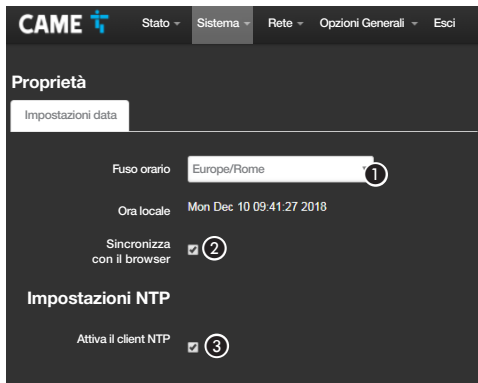 CAME Stato Sistema Rete Opzioni Generali Esci
Proprietà
Impostazioni data
Fuso orario Europe/Rome 1
Ora locale Mon Dec 10 09:41:27 2018
Sincronizza
con il browser 2
Impostazioni NTP
Attiva il client NTP 3